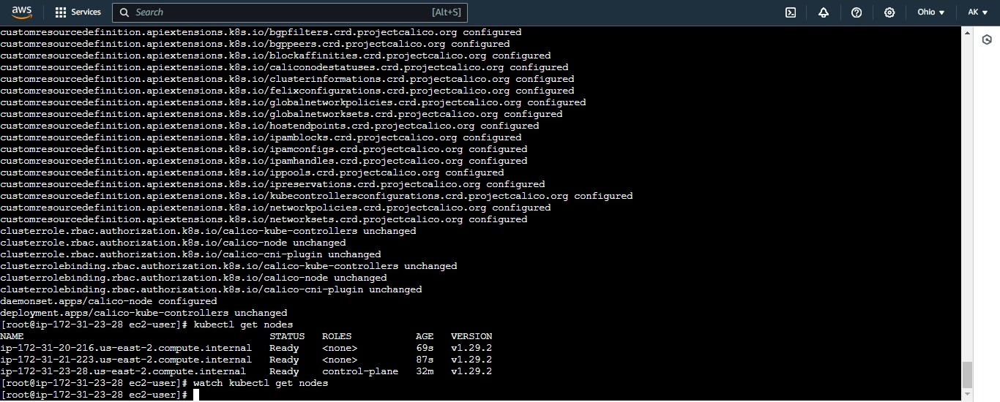 aws
Services
Search
[Alt+S]
Ohio
AK
customresourcedefinition.apiextensions.k8s.io/bgpfilters.crd.projectcalico.org configured
customresourcedefinition.apiextensions.k8s.io/bgppeers.crd.projectcalico.org configured
customresourcedefinition.apiextensions.k8s.io/blockaffinities.crd.projectcalico.org configured
customresourcedefinition.apiextensions.k8s.io/caliconodestatuses.crd.projectcalico.org configured
customresourcedefinition.apiextensions.k8s.io/clusterinformations.crd.projectcalico.org configured
customresourcedefinition.apiextensions.k8s.io/felixconfigurations.crd.projectcalico.org configured
customresourcedefinition.apiextensions.k8s.io/globalnetworkpolicies.crd.projectcalico.org configured
customresourcedefinition.apiextensions.k8s.io/globalnetworksets.crd.projectcalico.org configured
customresourcedefinition.apiextensions.k8s.io/hostendpoints.crd.projectcalico.org configured
customresourcedefinition.apiextensions.k8s.io/ipamblocks.crd.projectcalico.org configured
customresourcedefinition.apiextensions.k8s.io/ipamconfigs.crd.projectcalico.org configured
customresourcedefinition.apiextensions.k8s.io/ipamhandles.crd.projectcalico.org configured
customresourcedefinition.apiextensions.k8s.io/ippools.crd.projectcalico.org configured
customresourcedefinition.apiextensions.k8s.io/ipreservations.crd.projectcalico.org configured
customresourcedefinition.apiextensions.k8s.io/kubecontrollersconfigurations.crd.projectcalico.org configured
customresourcedefinition.apiextensions.k8s.io/networkpolicies.crd.projectcalico.org configured
customresourcedefinition.apiextensions.k8s.io/networksets.crd.projectcalico.org configured
clusterrole.rbac.authorization.k8s.io/calico-kube-controllers unchanged
clusterrole.rbac.authorization.k8s.io/calico-node unchanged
clusterrole.rbac.authorization.k8s.io/calico-cni-plugin unchanged
clusterrolebinding.rbac.authorization.k8s.io/calico-kube-controllers unchanged
clusterrolebinding.rbac.authorization.k8s.io/calico-node unchanged
clusterrolebinding.rbac.authorization.k8s.io/calico-cni-plugin unchanged
daemonset.apps/calico-node configured
deployment.apps/calico-kube-controllers unchanged
[root@ip-172-31-23-28 ec2-user]# kubectl get nodes
NAME STATUS ROLES AGE VERSION
ip-172-31-20-216.us-east-2.compute.internal Ready <none> 69s v1.29.2
ip-172-31-21-223.us-east-2.compute.internal Ready <none> 87s v1.29.2
ip-172-31-23-28.us-east-2.compute.internal Ready control-plane 32m v1.29.2
[root@ip-172-31-23-28 ec2-user]# watch kubectl get nodes
[root@ip-172-31-23-28 ec2-user]#